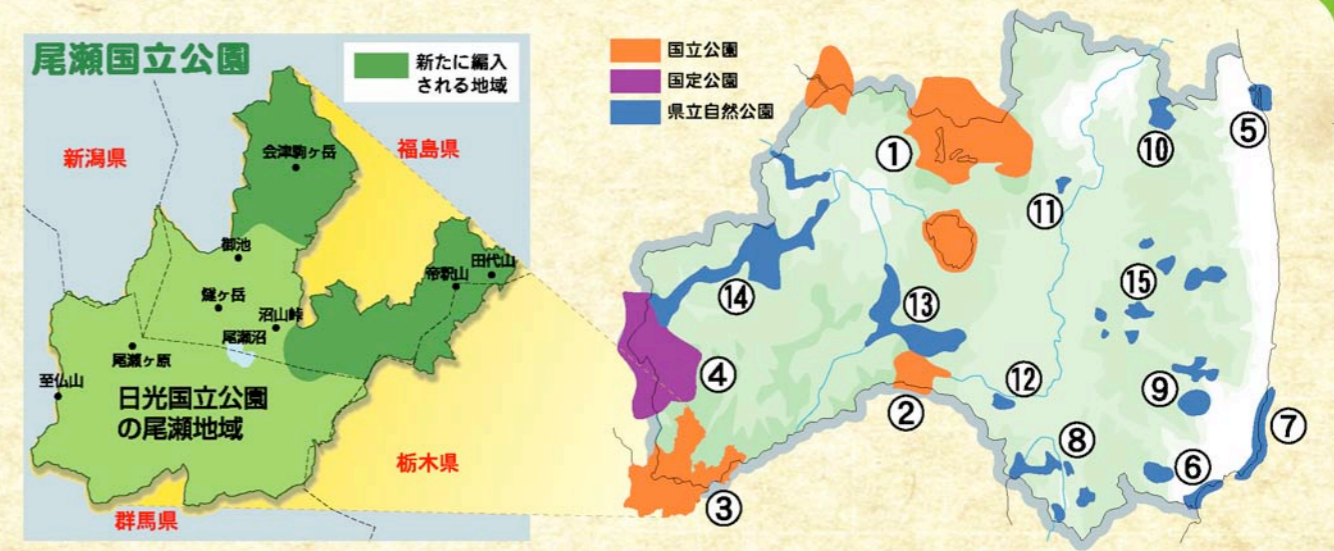 尾瀬国立公園
新たに編入
される地域
新潟県
福島県
会津駒ヶ岳
御池
田代山
帝釈山
燧ヶ岳
沼山峠
尾瀬沼
尾瀬ヶ原
至仏山
日光国立公園
の尾瀬地域
栃木県
群馬県
国立公園
国定公園
県立自然公園
①
⑤
⑩
⑪
⑮
⑭
⑬
④
⑫
⑨
②
⑦
⑧
⑥
③